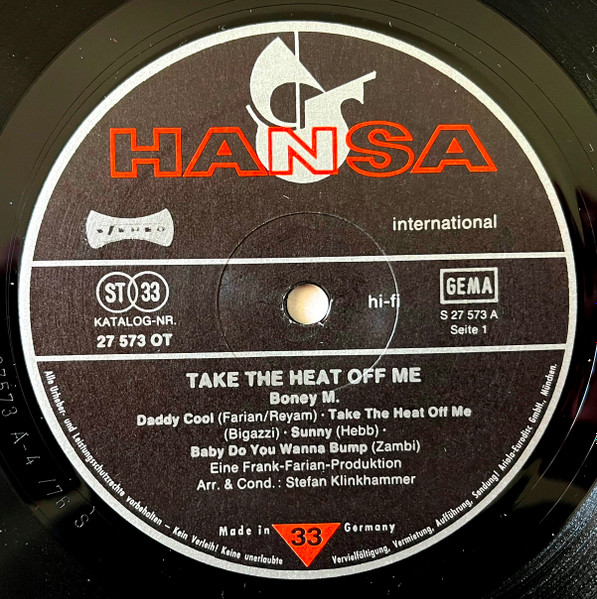 HANSA
STEREO
international
ST 33
hi-fi
GEMA
KATALOG-NR.
27 573 OT
S 27 573 A
Seite 1
TAKE THE HEAT OFF ME
Boney M.
Daddy Cool (Farian/Reyam) · Take The Heat Off Me
(Bigazzi) · Sunny (Hebb) ·
Baby Do You Wanna Bump (Zambi)
Eine Frank-Farian-Produktion
Arr. & Cond.: Stefan Klinkhammer
Made in 33 Germany
Alle Urheber- und Leistungsschutzrechte vorbehalten – Kein Verleih! Keine unerlaubte Vervielfältigung, Vermietung, Aufführung, Sendung! Ariola-Eurodisc GmbH., München.